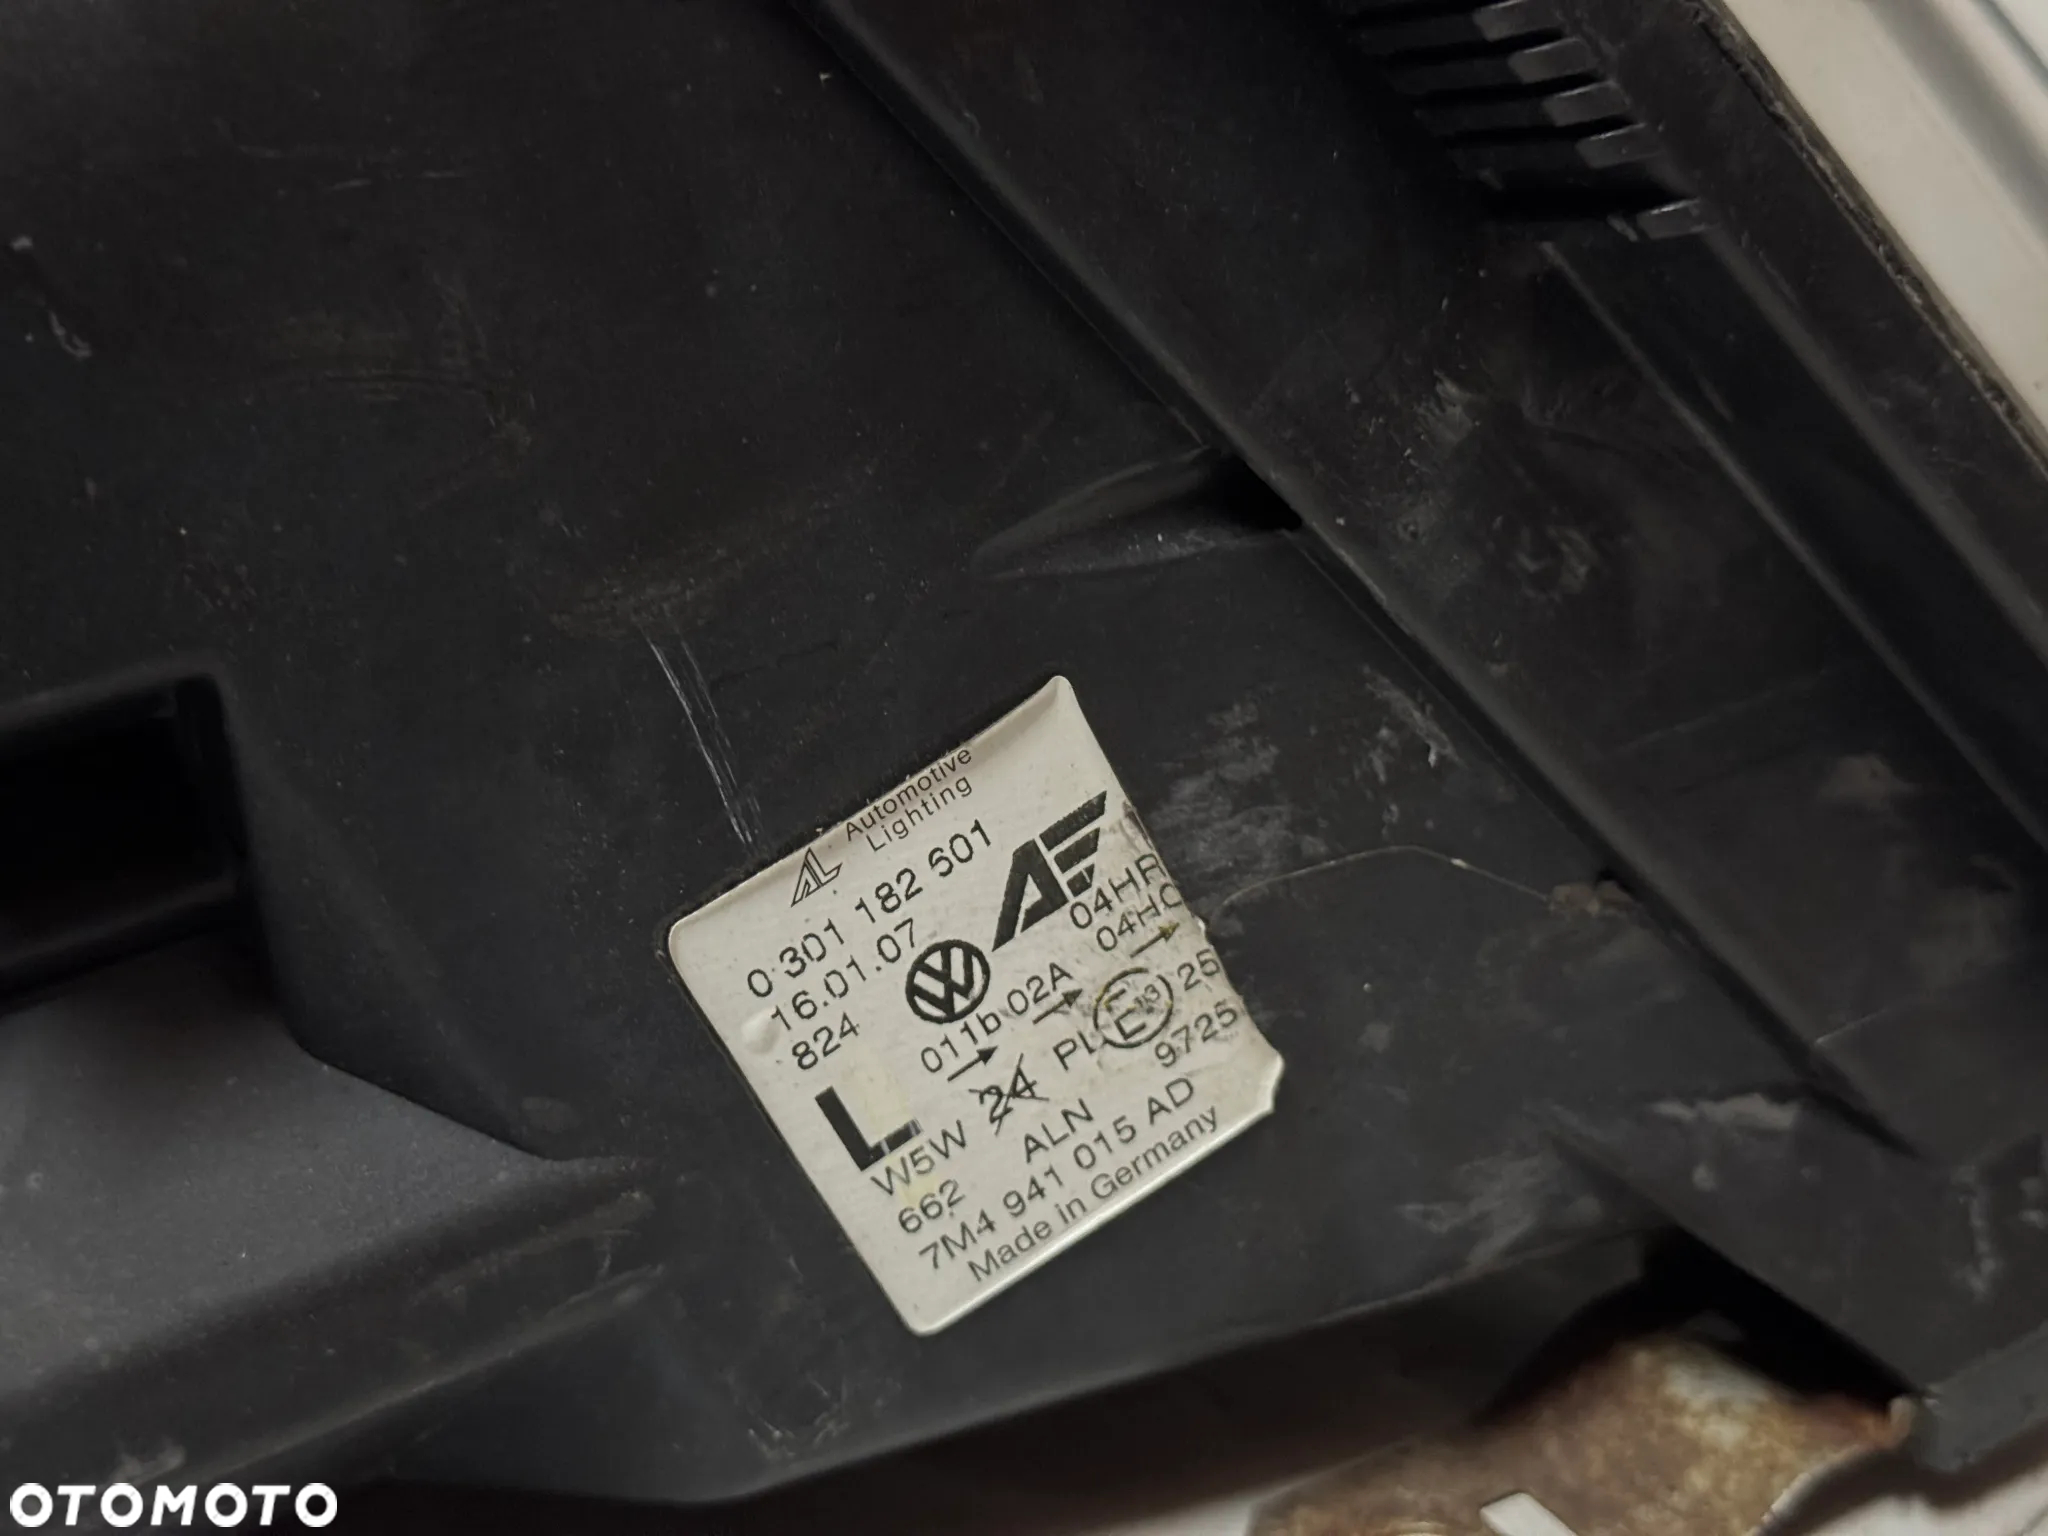 Automotive
Lighting
0 301 182 601
16.01.07
824
04HR
04HC
011b 02A
L
W5W 24 PL E 25
9725
662 ALN
7M4 941 015 AD
Made in Germany
OTOMOTO